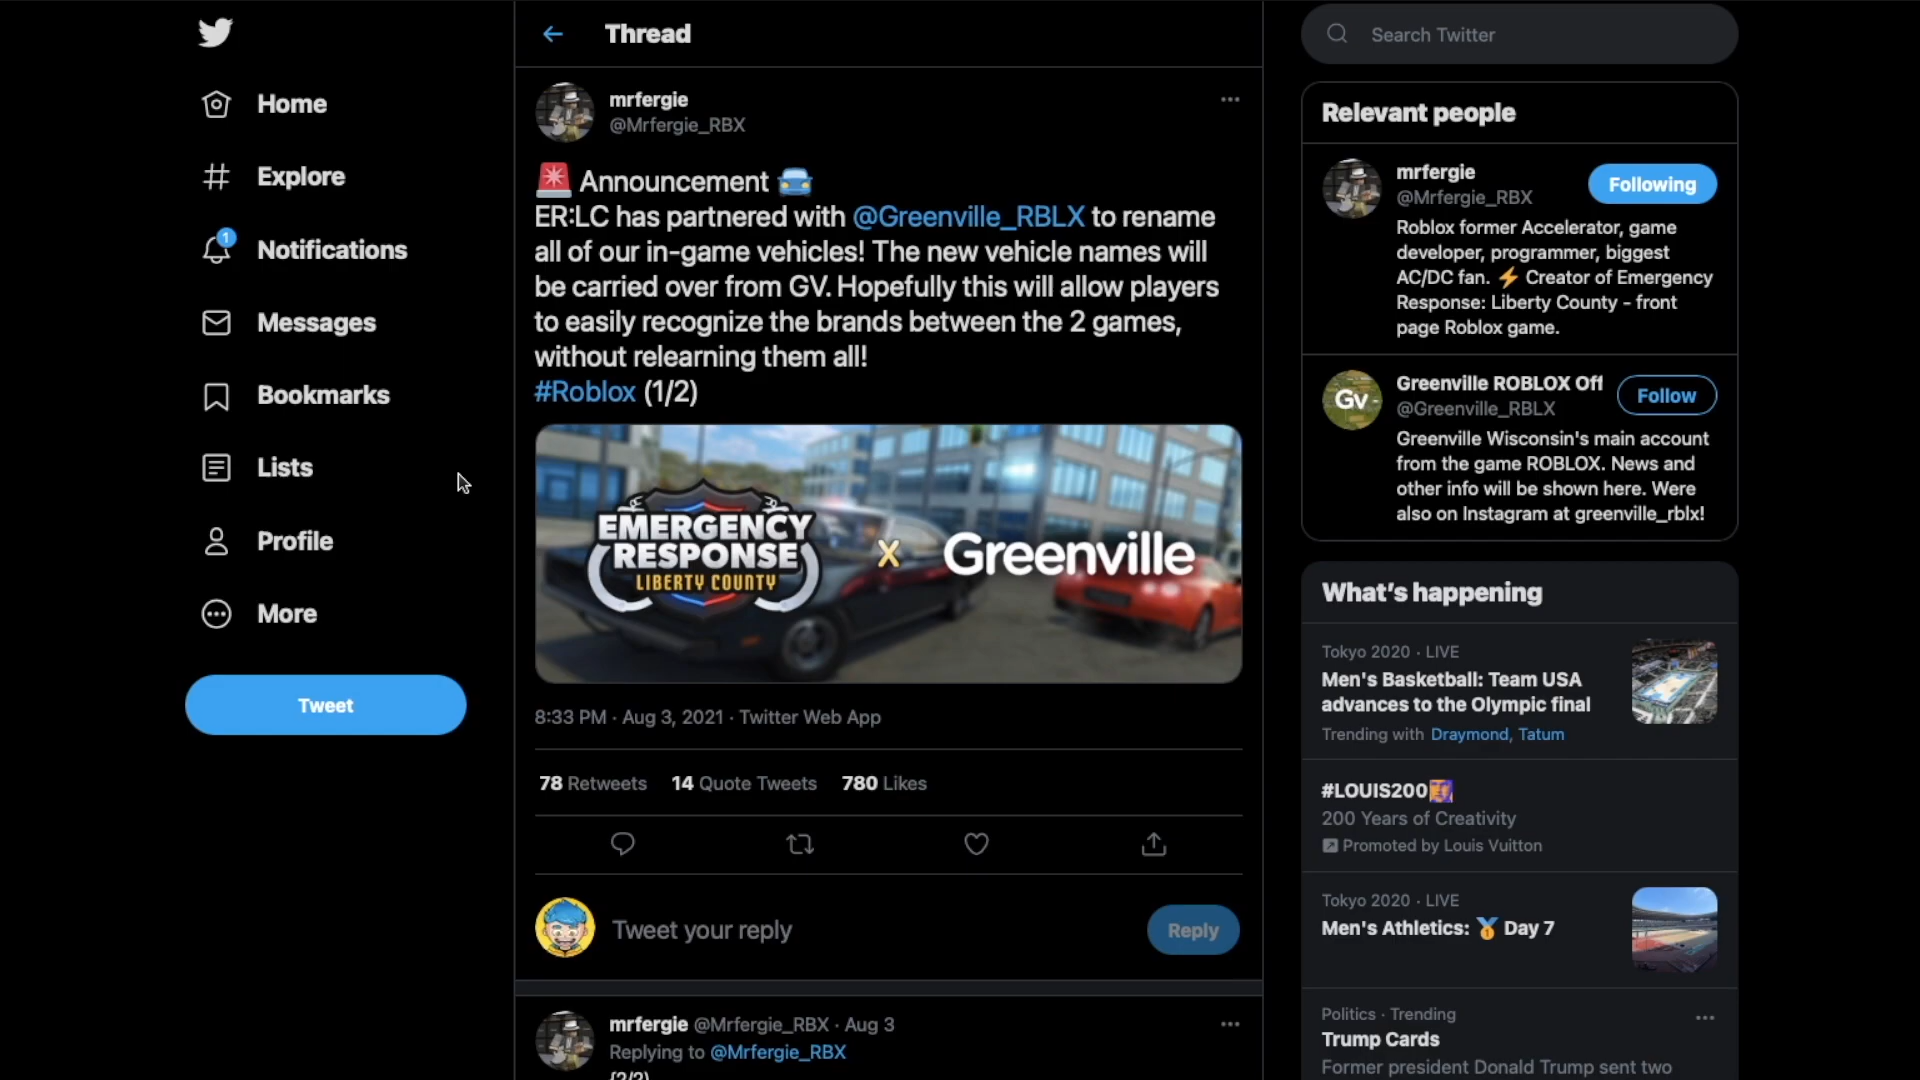 Home
Explore
1
Notifications
Messages
Bookmarks
Lists
Profile
More
Tweet
Thread
mrfergie
@Mrfergie_RBX
Announcement
ER:LC has partnered with @Greenville_RBLX to rename
all of our in-game vehicles! The new vehicle names will
be carried over from GV. Hopefully this will allow players
to easily recognize the brands between the 2 games,
without relearning them all!
#Roblox (1/2)
EMERGENCY
RESPONSE
LIBERTY COUNTY
X
Greenville
8:33 PM · Aug 3, 2021 · Twitter Web App
78 Retweets 14 Quote Tweets 780 Likes
Tweet your reply
Reply
mrfergie @Mrfergie_RBX · Aug 3
Replying to @Mrfergie_RBX
(2/2)
Search Twitter
Relevant people
mrfergie
@Mrfergie_RBX
Following
Roblox former Accelerator, game
developer, programmer, biggest
AC/DC fan. ⚡ Creator of Emergency
Response: Liberty County - front
page Roblox game.
Gv
Greenville ROBLOX Off
@Greenville_RBLX
Follow
Greenville Wisconsin's main account
from the game ROBLOX. News and
other info will be shown here. Were
also on Instagram at greenville_rblx!
What's happening
Tokyo 2020 · LIVE
Men's Basketball: Team USA
advances to the Olympic final
Trending with Draymond, Tatum
#LOUIS200
200 Years of Creativity
Promoted by Louis Vuitton
Tokyo 2020 · LIVE
Men's Athletics: 🏅 Day 7
Politics · Trending
Trump Cards
Former president Donald Trump sent two